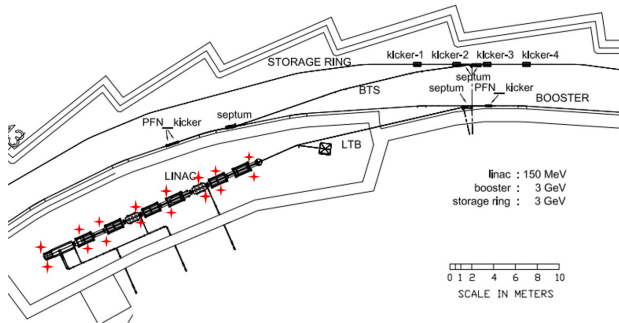 kicker-1 kicker-2 kicker-3 kicker-4
STORAGE RING
septum
BTS
septum PFN_kicker
BOOSTER
PFN_kicker
septum
LTB
LINAC
linac : 150 MeV
booster : 3 GeV
storage ring : 3 GeV
0 1 2 4 6 8 10
SCALE IN METERS